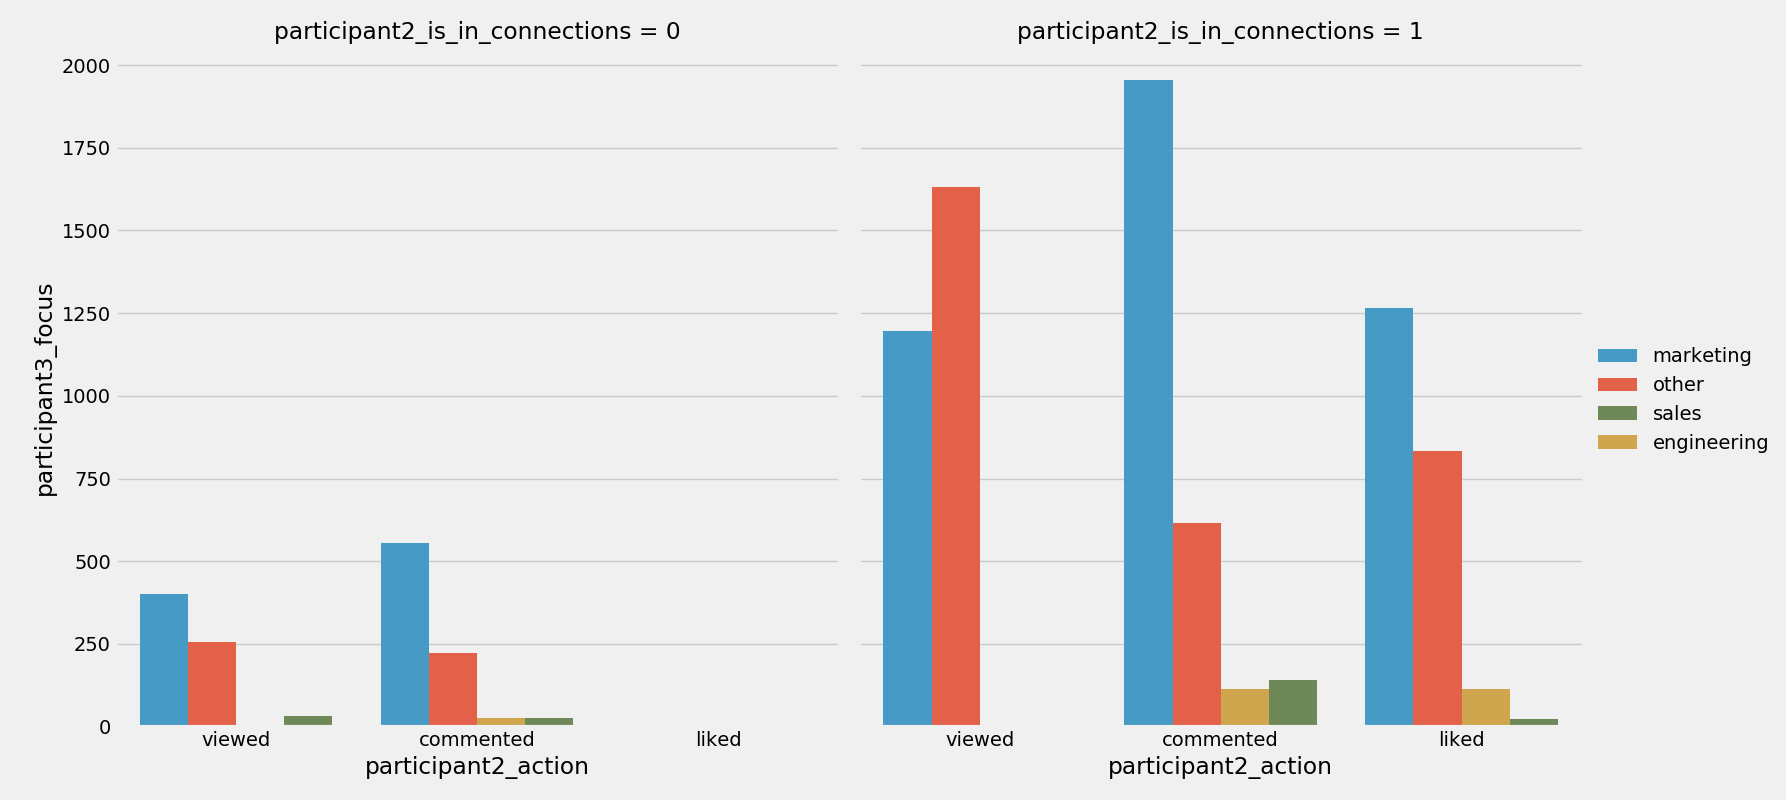 participant2_is_in_connections = 0
participant2_is_in_connections = 1
participant3_focus
2000
1750
1500
1250
1000
750
500
250
0
viewed
commented
liked
viewed
commented
liked
participant2_action
participant2_action
marketing
other
sales
engineering